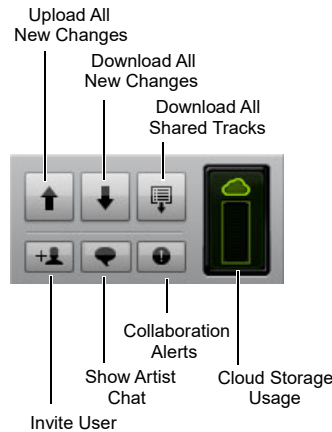 Upload All
New Changes
Download All
New Changes
Download All
Shared Tracks
Collaboration
Alerts
Show Artist
Chat
Cloud Storage
Usage
Invite User